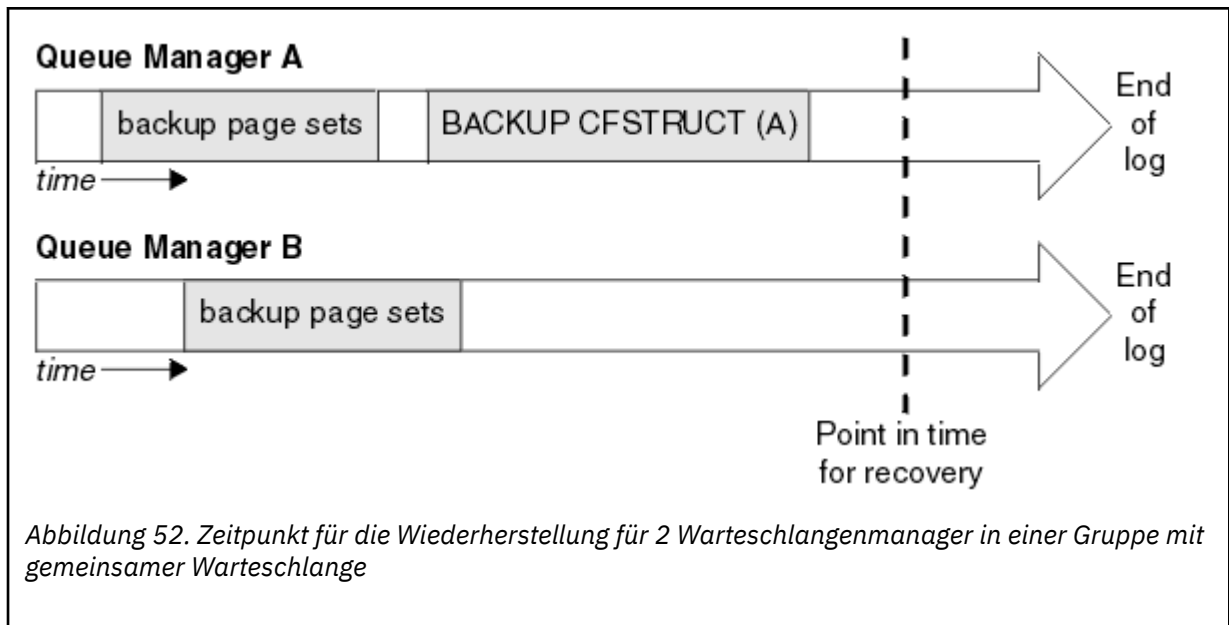 Queue Manager A
backup page sets
BACKUP CFSTRUCT (A)
End
of
log
time
Queue Manager B
backup page sets
End
of
log
time
Point in time
for recovery
Abbildung 52. Zeitpunkt für die Wiederherstellung für 2 Warteschlangenmanager in einer Gruppe mit
gemeinsamer Warteschlange